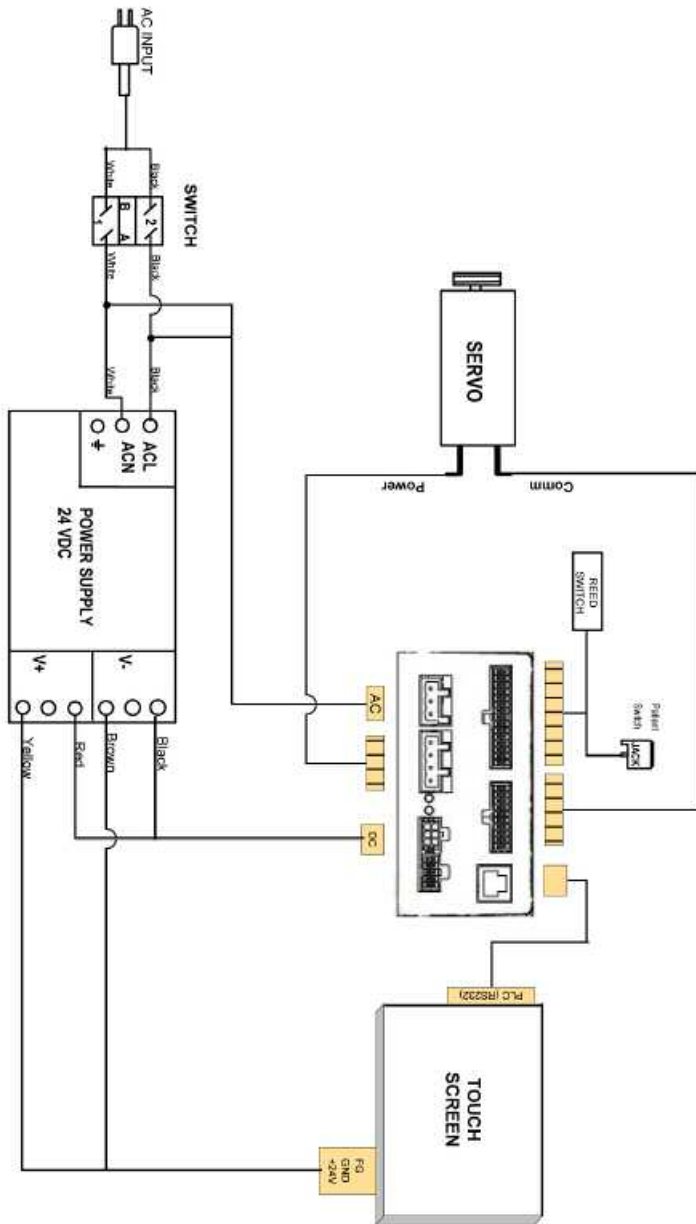 AC INPUT
SWITCH
White
Black
1
B
A
2
White
Black
White
Black
ACL
ACN
POWER SUPPLY
24 VDC
V+
V-
Yellow
Red
Brown
Black
SERVO
Power
Comm
REED
SWITCH
Patient
Switch
JACK
AC
DC
PLC (RS232)
TOUCH
SCREEN
FG
GND
+24V